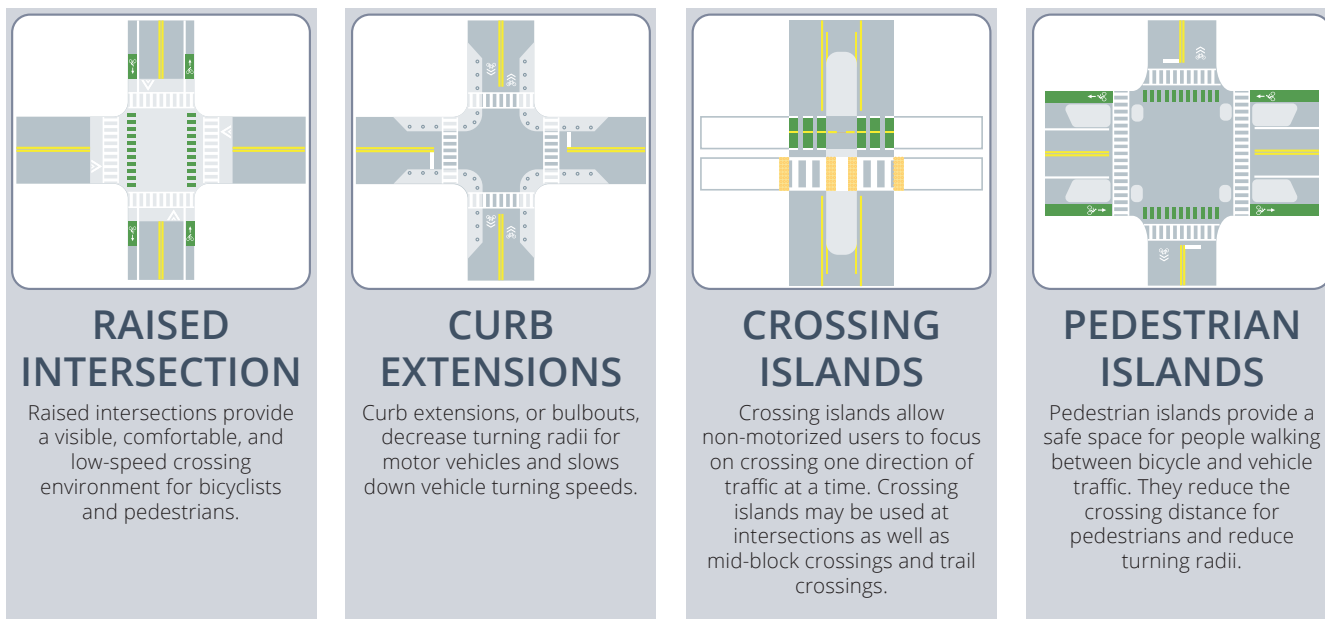 RAISED
INTERSECTION
Raised intersections provide
a visible, comfortable, and
low-speed crossing
environment for bicyclists
and pedestrians.
CURB
EXTENSIONS
Curb extensions, or bulbouts,
decrease turning radii for
motor vehicles and slows
down vehicle turning speeds.
CROSSING
ISLANDS
Crossing islands allow
non-motorized users to focus
on crossing one direction of
traffic at a time. Crossing
islands may be used at
intersections as well as
mid-block crossings and trail
crossings.
PEDESTRIAN
ISLANDS
Pedestrian islands provide a
safe space for people walking
between bicycle and vehicle
traffic. They reduce the
crossing distance for
pedestrians and reduce
turning radii.